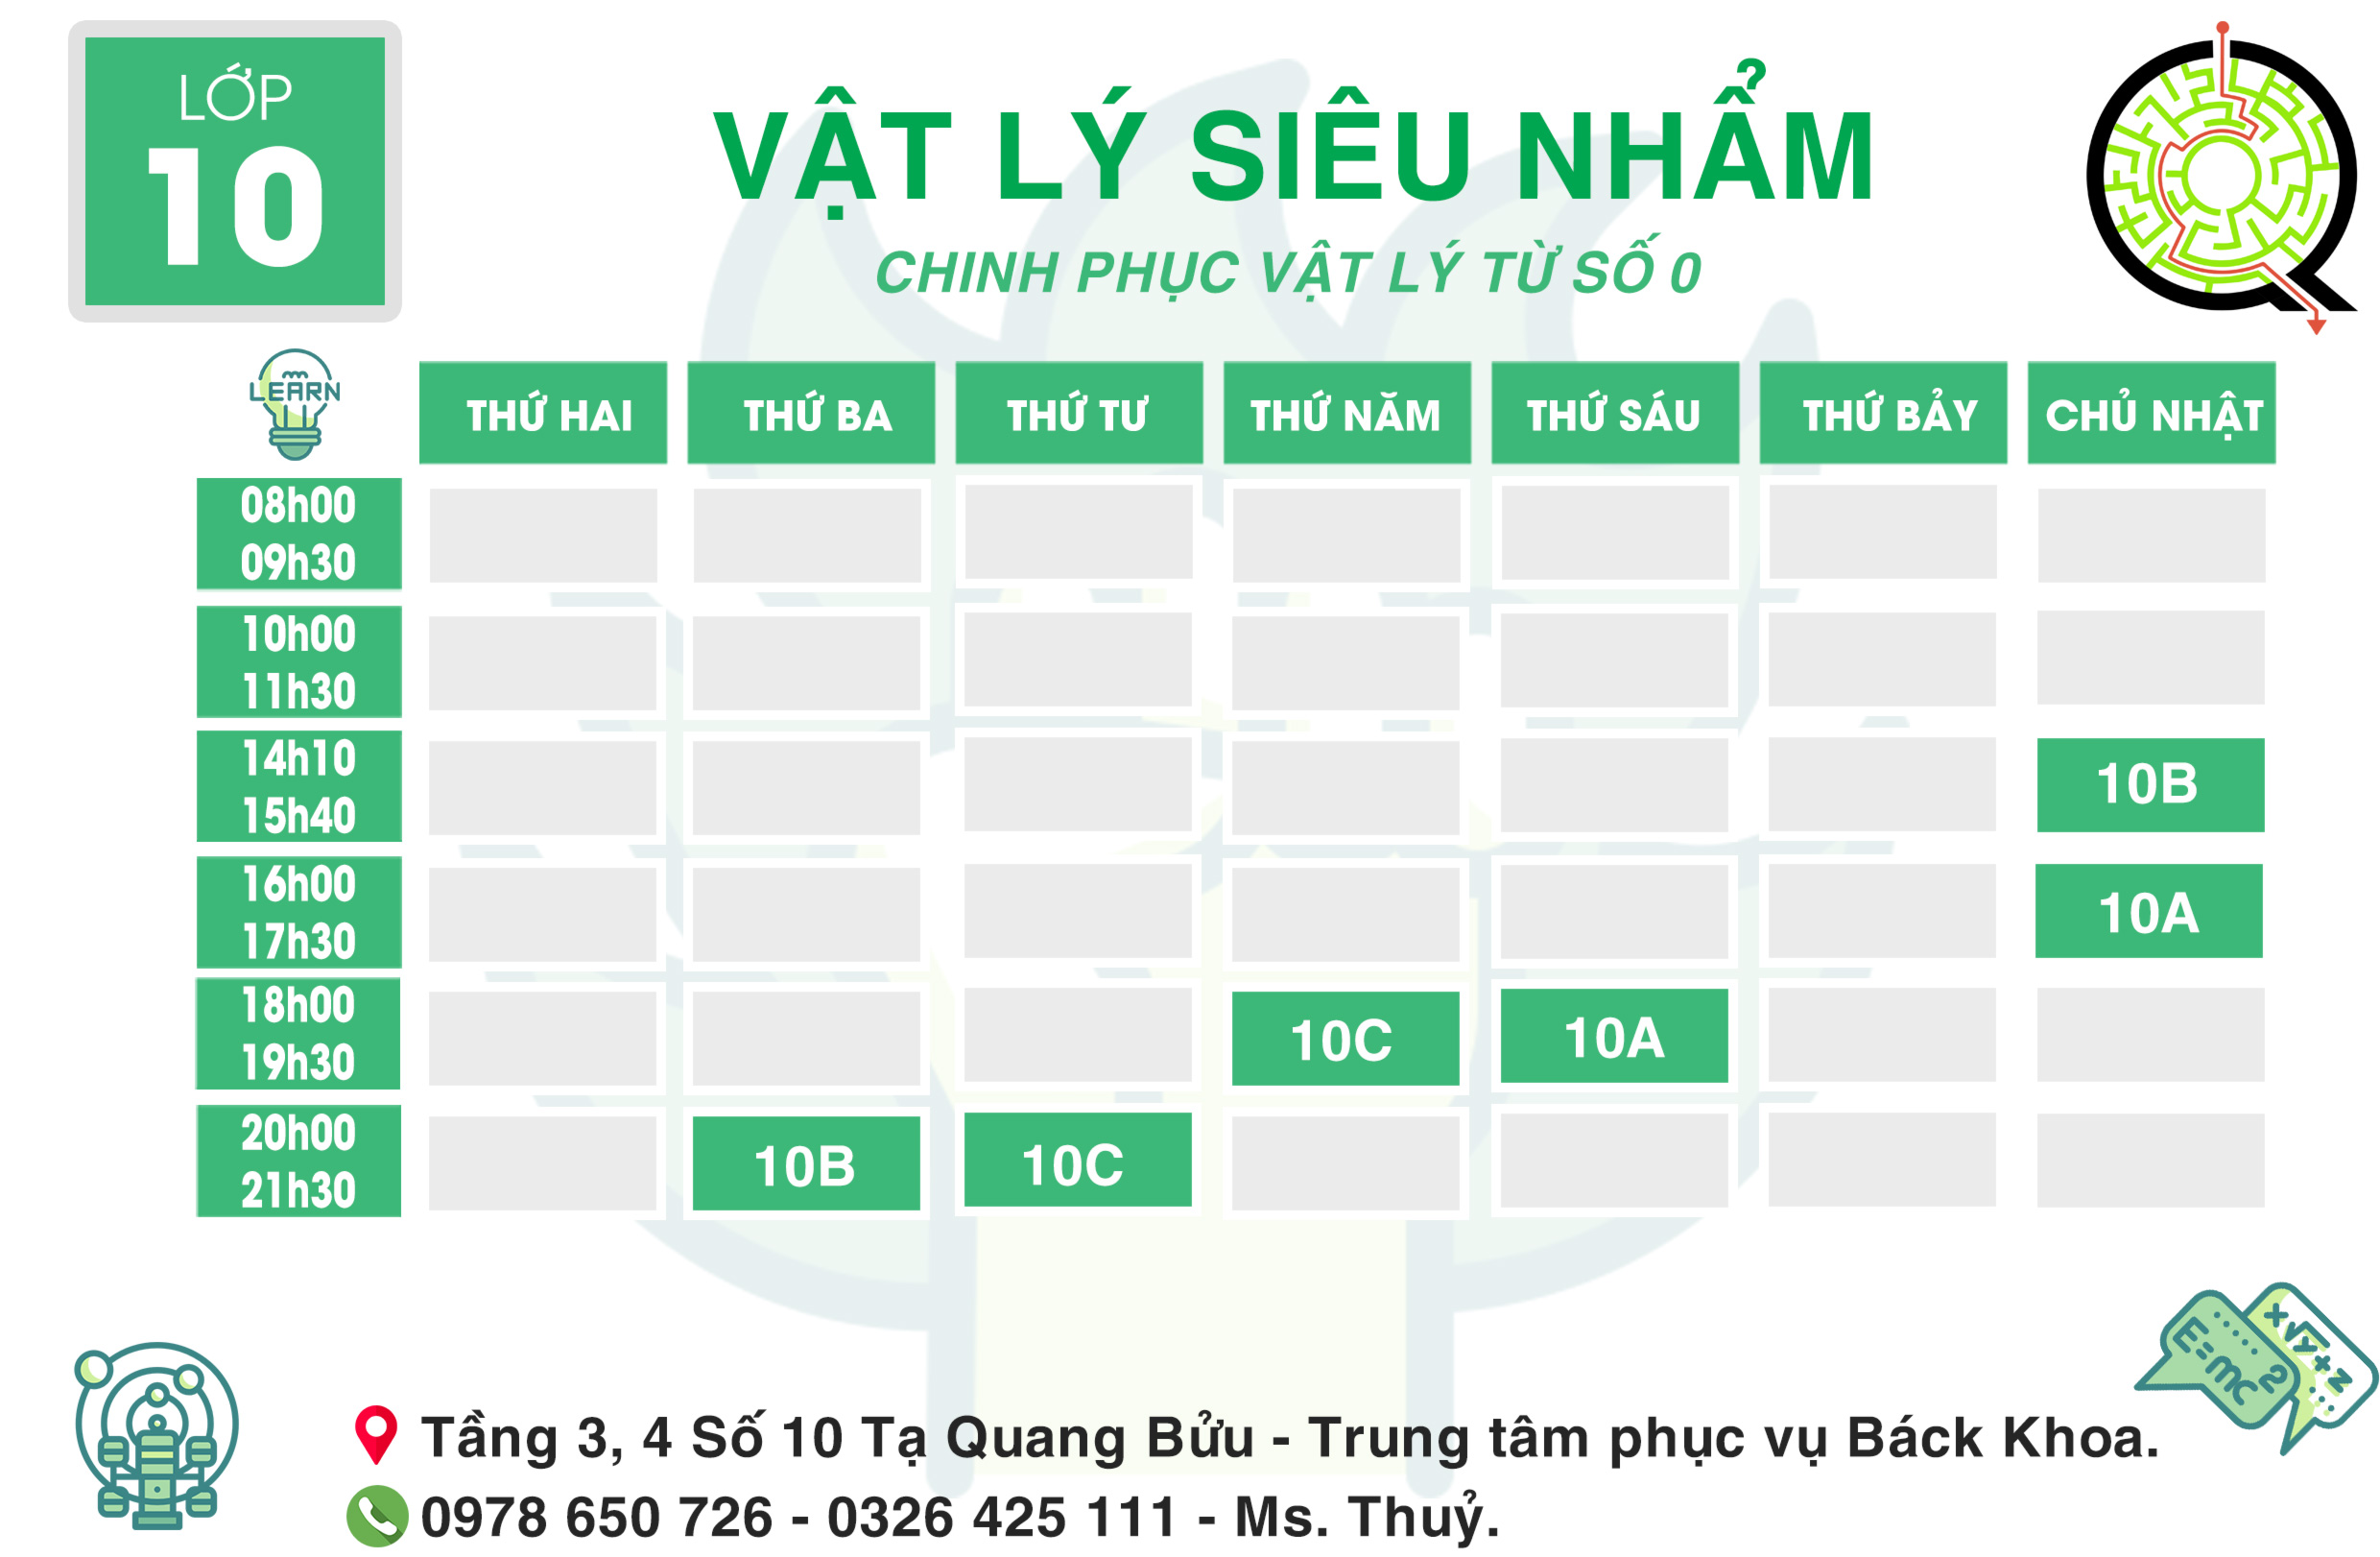 LỚP
10
VẬT LÝ SIÊU NHẨM
CHINH PHỤC VẬT LÝ TỪ SỐ 0
LEARN
THỨ HAI THỨ BA THỨ TƯ THỨ NĂM THỨ SÁU THỨ BẢY CHỦ NHẬT
08h00
09h30
10h00
11h30
14h10
15h40
10B
16h00
17h30
10A
18h00
19h30
10C 10A
20h00
21h30
10B 10C
Tầng 3, 4 Số 10 Tạ Quang Bửu - Trung tâm phục vụ Báck Khoa.
0978 650 726 - 0326 425 111 - Ms. Thuỷ.